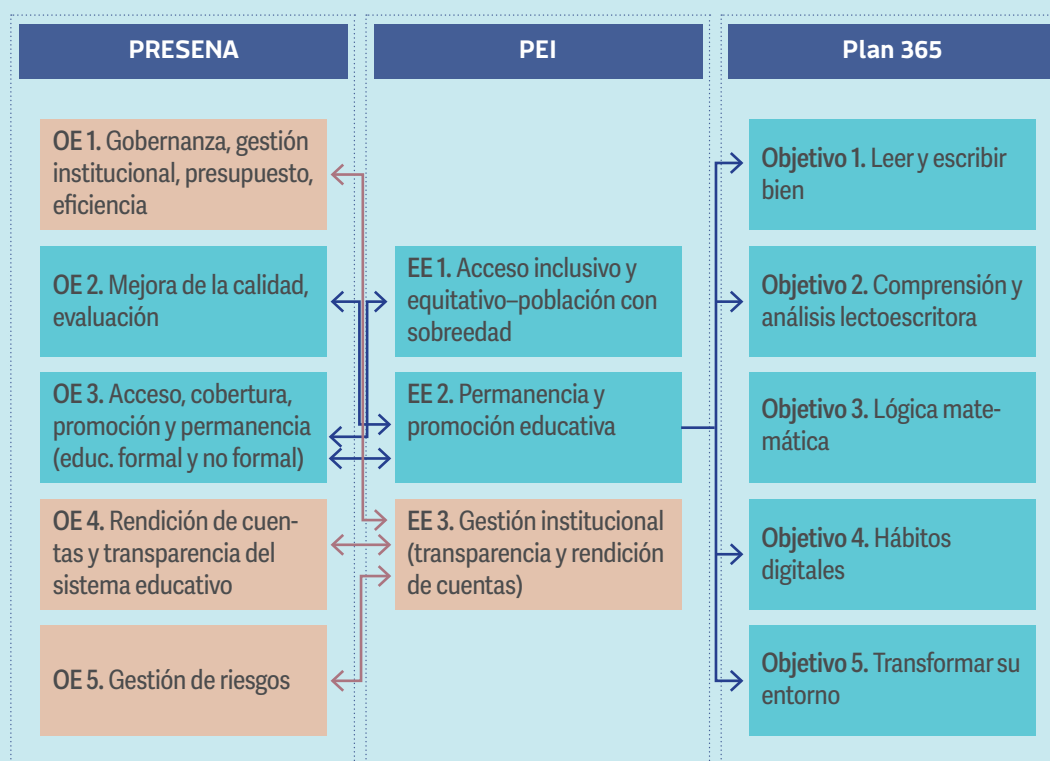 PRESENA
OE 1. Gobernanza, gestión
institucional, presupuesto,
eficiencia
OE 2. Mejora de la calidad,
evaluación
OE 3. Acceso, cobertura,
promoción y permanencia
(educ. formal y no formal)
OE 4. Rendición de cuen-
tas y transparencia del
sistema educativo
OE 5. Gestión de riesgos
PEI
EE 1. Acceso inclusivo y
equitativo–población con
sobreedad
EE 2. Permanencia y
promoción educativa
EE 3. Gestión institucional
(transparencia y rendición
de cuentas)
Plan 365
Objetivo 1. Leer y escribir
bien
Objetivo 2. Comprensión y
análisis lectoescritora
Objetivo 3. Lógica mate-
mática
Objetivo 4. Hábitos
digitales
Objetivo 5. Transformar su
entorno